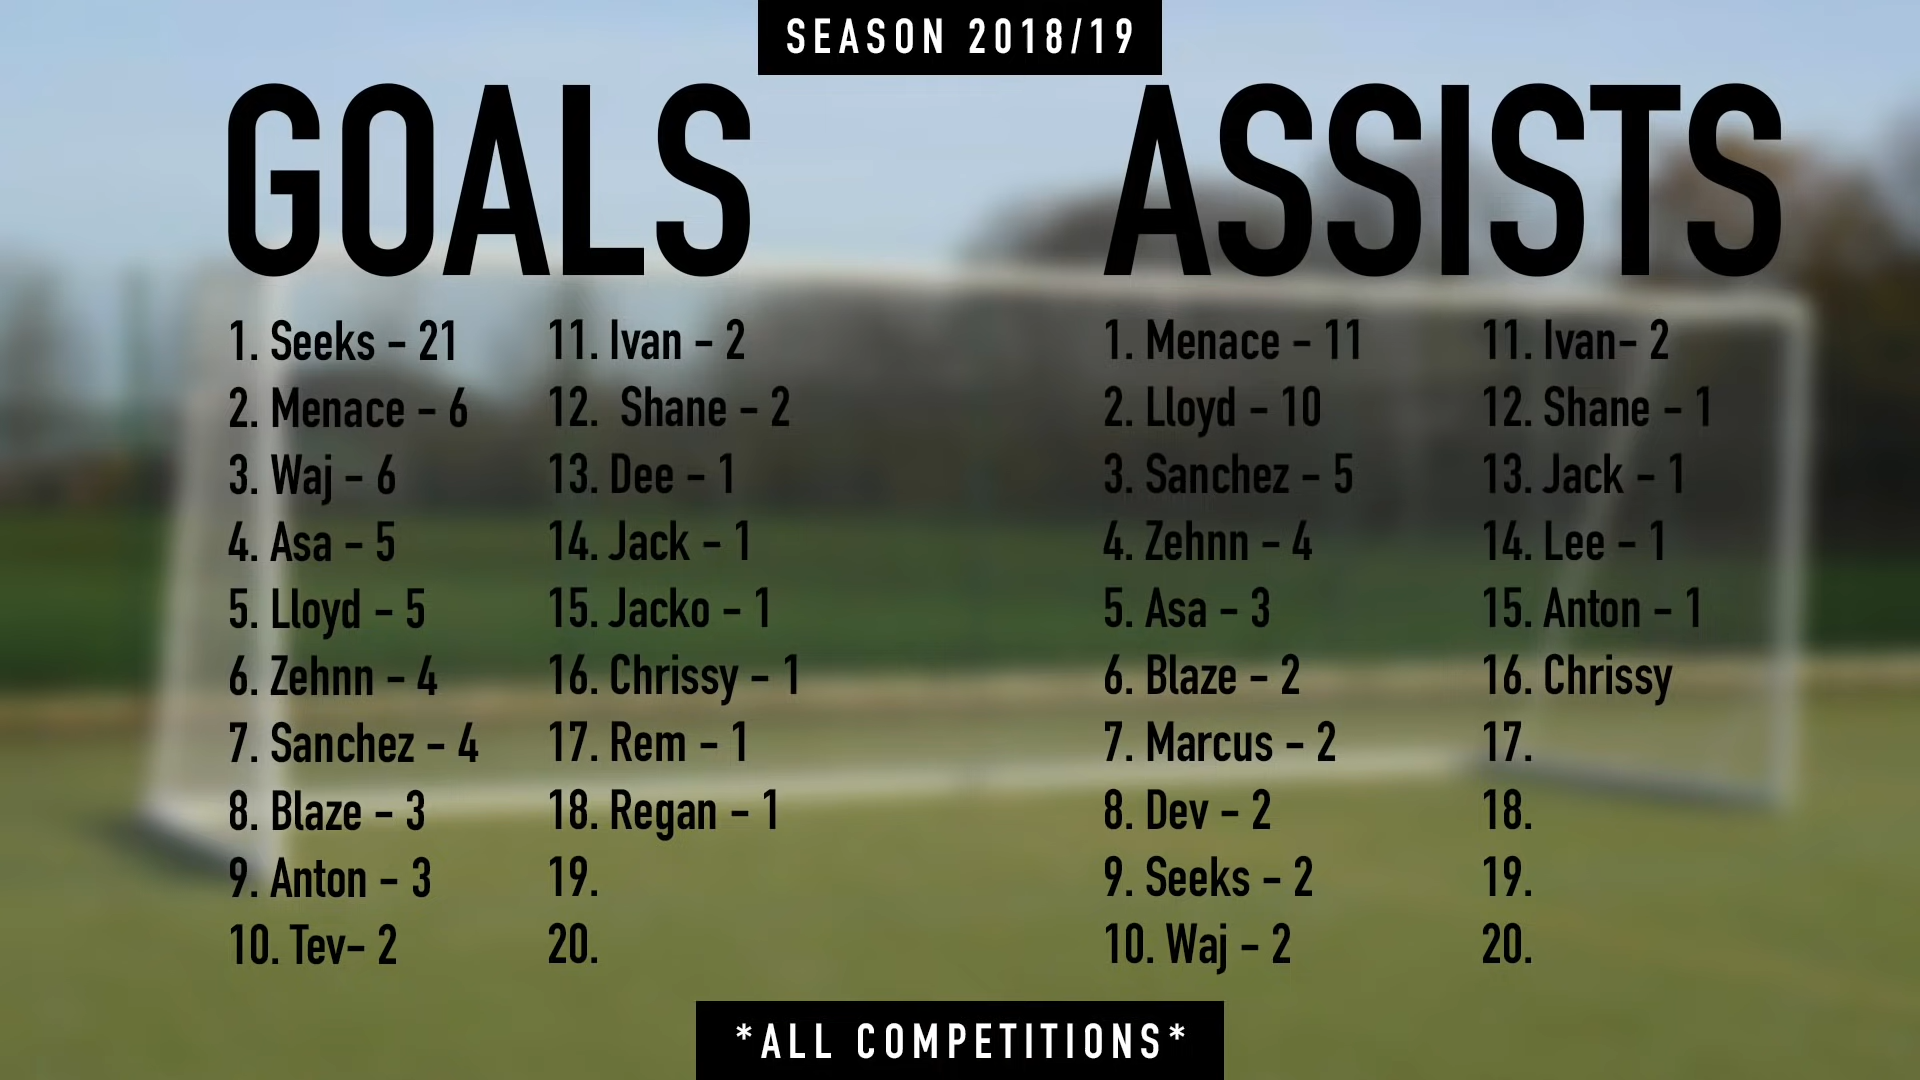 SEASON 2018/19
GOALS
1. Seeks – 21
2. Menace – 6
3. Waj – 6
4. Asa – 5
5. Lloyd – 5
6. Zehnn – 4
7. Sanchez – 4
8. Blaze – 3
9. Anton – 3
10. Tev– 2
11. Ivan – 2
12. Shane – 2
13. Dee – 1
14. Jack – 1
15. Jacko – 1
16. Chrissy – 1
17. Rem – 1
18. Regan – 1
19.
20.
ASSISTS
1. Menace – 11
2. Lloyd – 10
3. Sanchez – 5
4. Zehnn – 4
5. Asa – 3
6. Blaze – 2
7. Marcus – 2
8. Dev – 2
9. Seeks – 2
10. Waj – 2
11. Ivan– 2
12. Shane – 1
13. Jack – 1
14. Lee – 1
15. Anton – 1
16. Chrissy
17.
18.
19.
20.
*ALL COMPETITIONS*